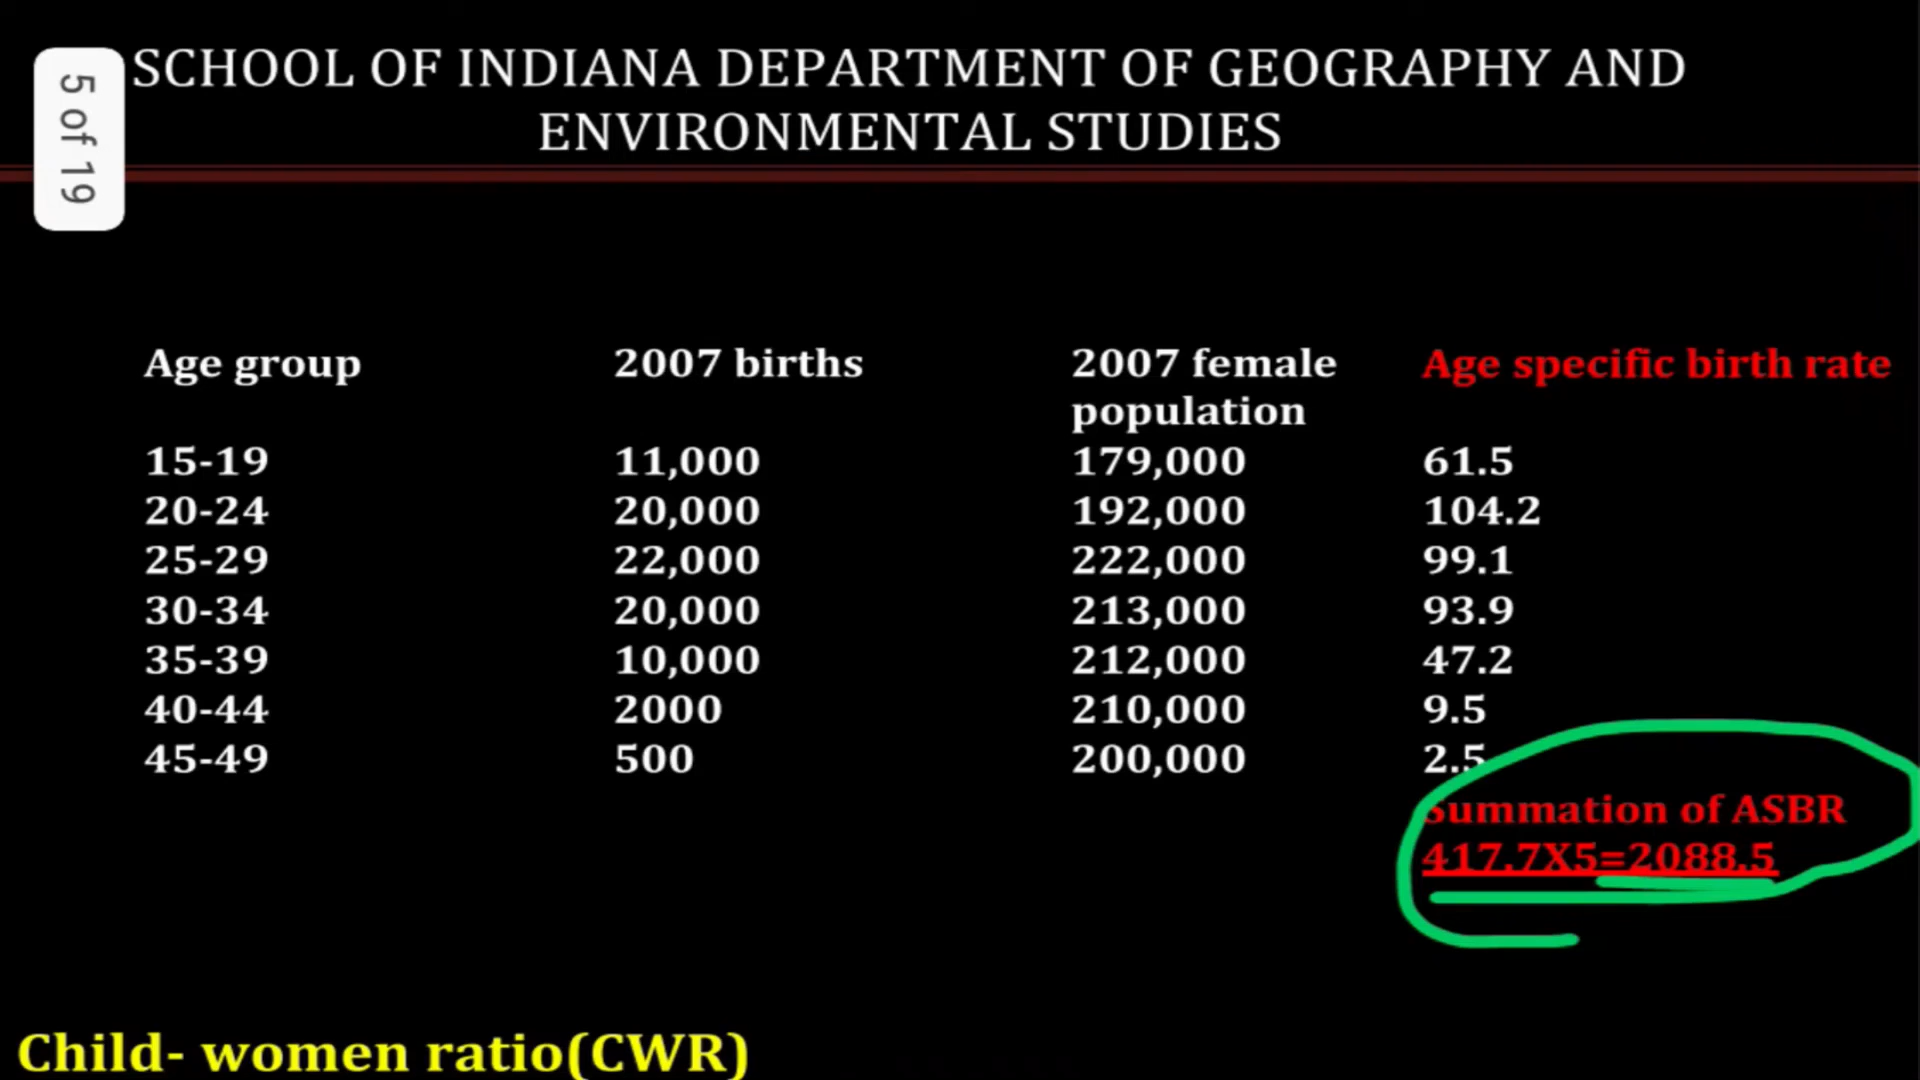 SCHOOL OF INDIANA DEPARTMENT OF GEOGRAPHY AND
ENVIRONMENTAL STUDIES
5 of 19
Age group 2007 births 2007 female population Age specific birth rate
15-19 11,000 179,000 61.5
20-24 20,000 192,000 104.2
25-29 22,000 222,000 99.1
30-34 20,000 213,000 93.9
35-39 10,000 212,000 47.2
40-44 2000 210,000 9.5
45-49 500 200,000 2.5
Summation of ASBR
417.7X5=2088.5
Child- women ratio(CWR)